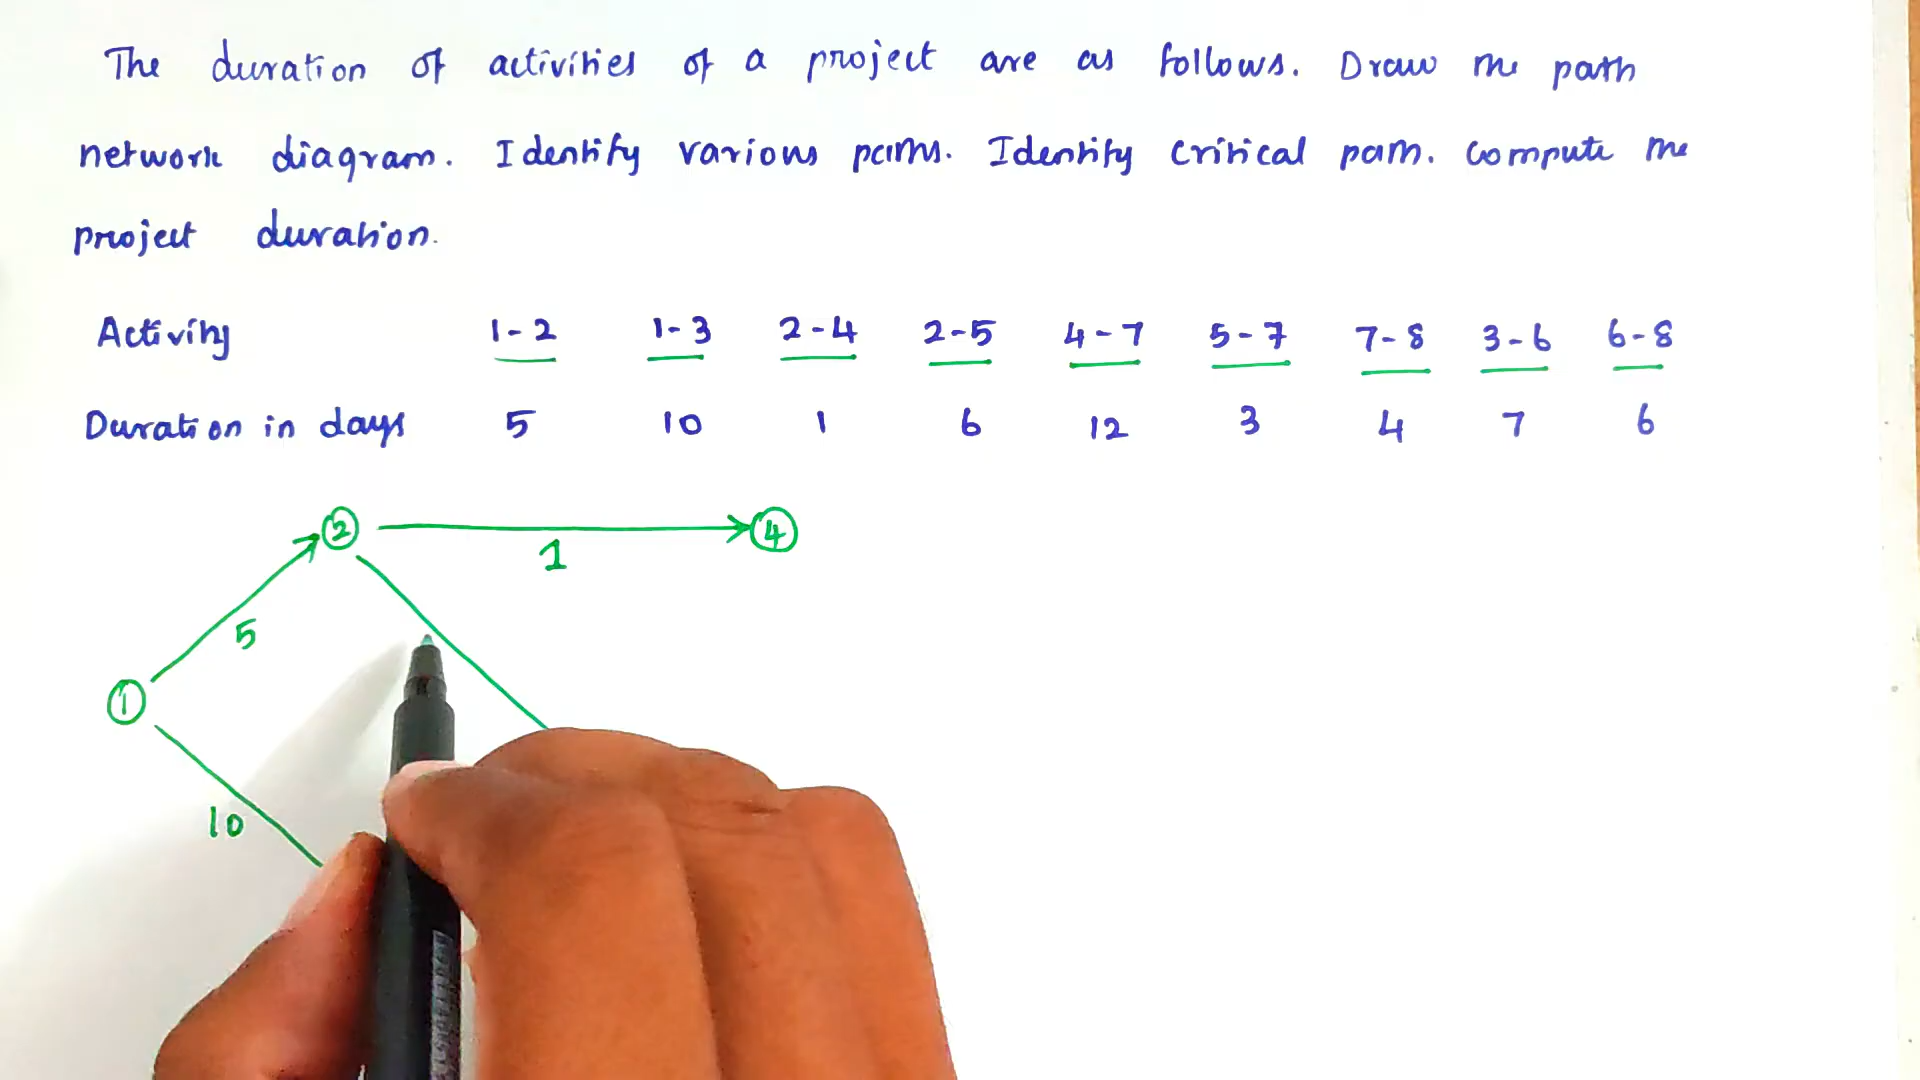 The duration of activities of a project are as follows. Draw the path
network diagram. Identify various paths. Identify critical path. Compute the
project duration.
Activity 1-2 1-3 2-4 2-5 4-7 5-7 7-8 3-6 6-8
Duration in days 5 10 1 6 12 3 4 7 6
2 4
1
5
1
10